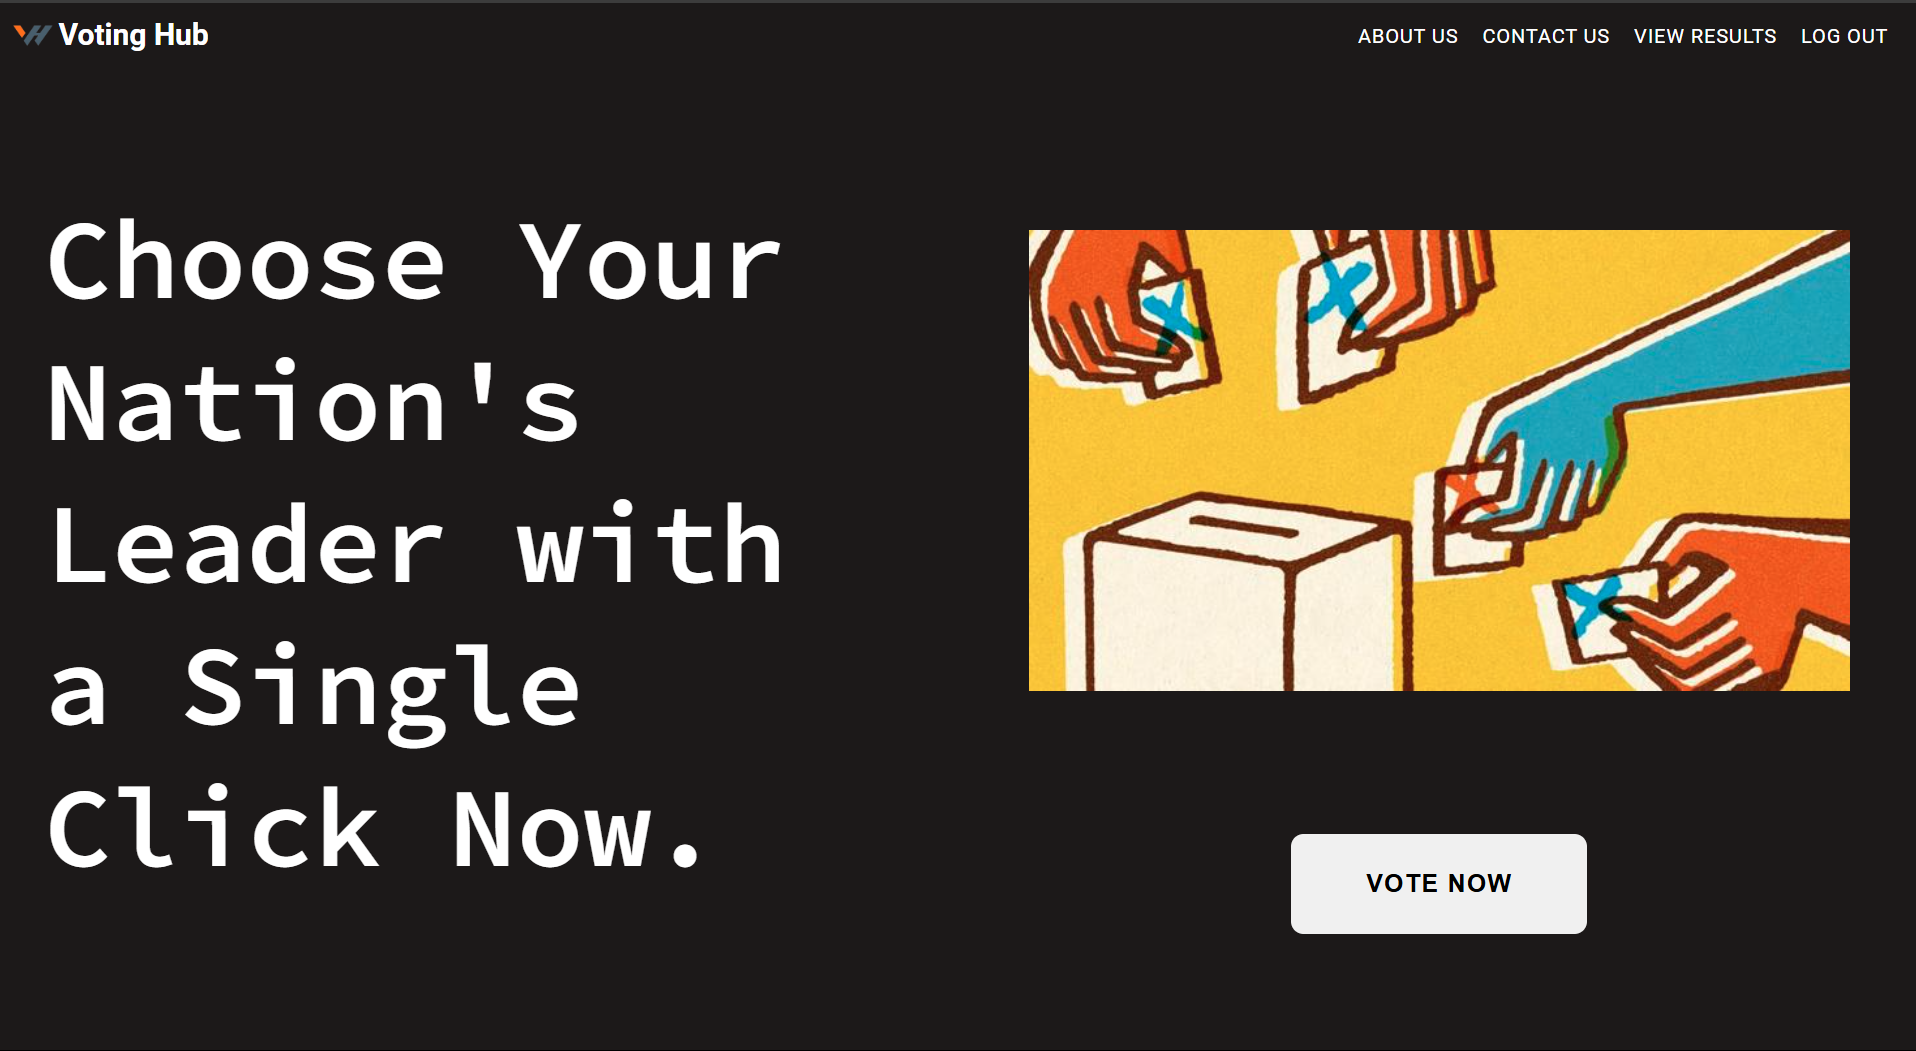 Voting Hub
ABOUT US CONTACT US VIEW RESULTS LOG OUT
Choose Your
Nation's
Leader with
a Single
Click Now.
VOTE NOW